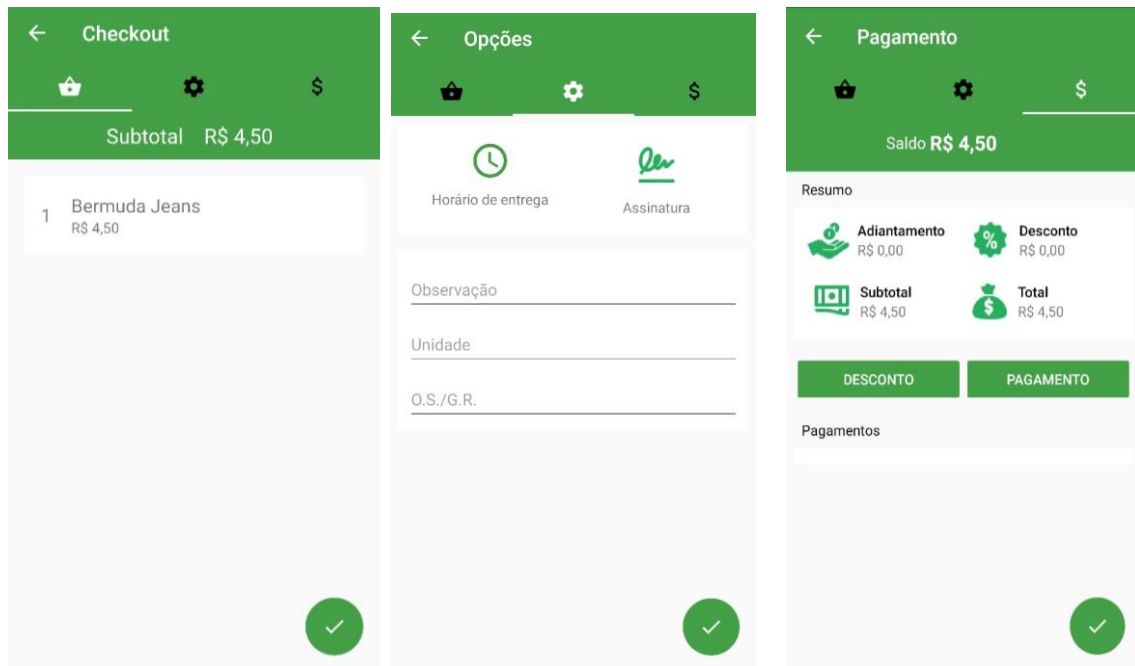 Checkout
$
Subtotal R$ 4,50
1 Bermuda Jeans
R$ 4,50
Opções
$
Horário de entrega
Assinatura
Observação
Unidade
O.S./G.R.
Pagamento
$
Saldo R$ 4,50
Resumo
Adiantamento
R$ 0,00
% Desconto
R$ 0,00
Subtotal
R$ 4,50
$ Total
R$ 4,50
DESCONTO
PAGAMENTO
Pagamentos